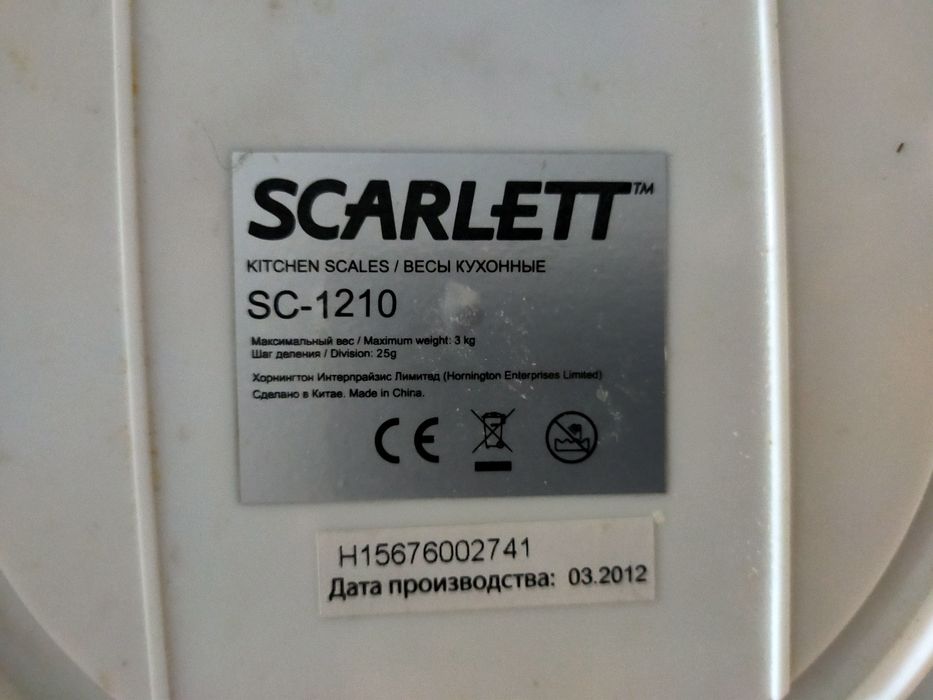 SCARLETT™
KITCHEN SCALES / ВЕСЫ КУХОННЫЕ
SC-1210
Максимальный вес / Maximum weight: 3 kg
Шаг деления / Division: 25g
Хорнингтон Интерпрайзис Лимитед (Hornington Enterprises Limited)
Сделано в Китае. Made in China.
CE
H15676002741
Дата производства: 03.2012